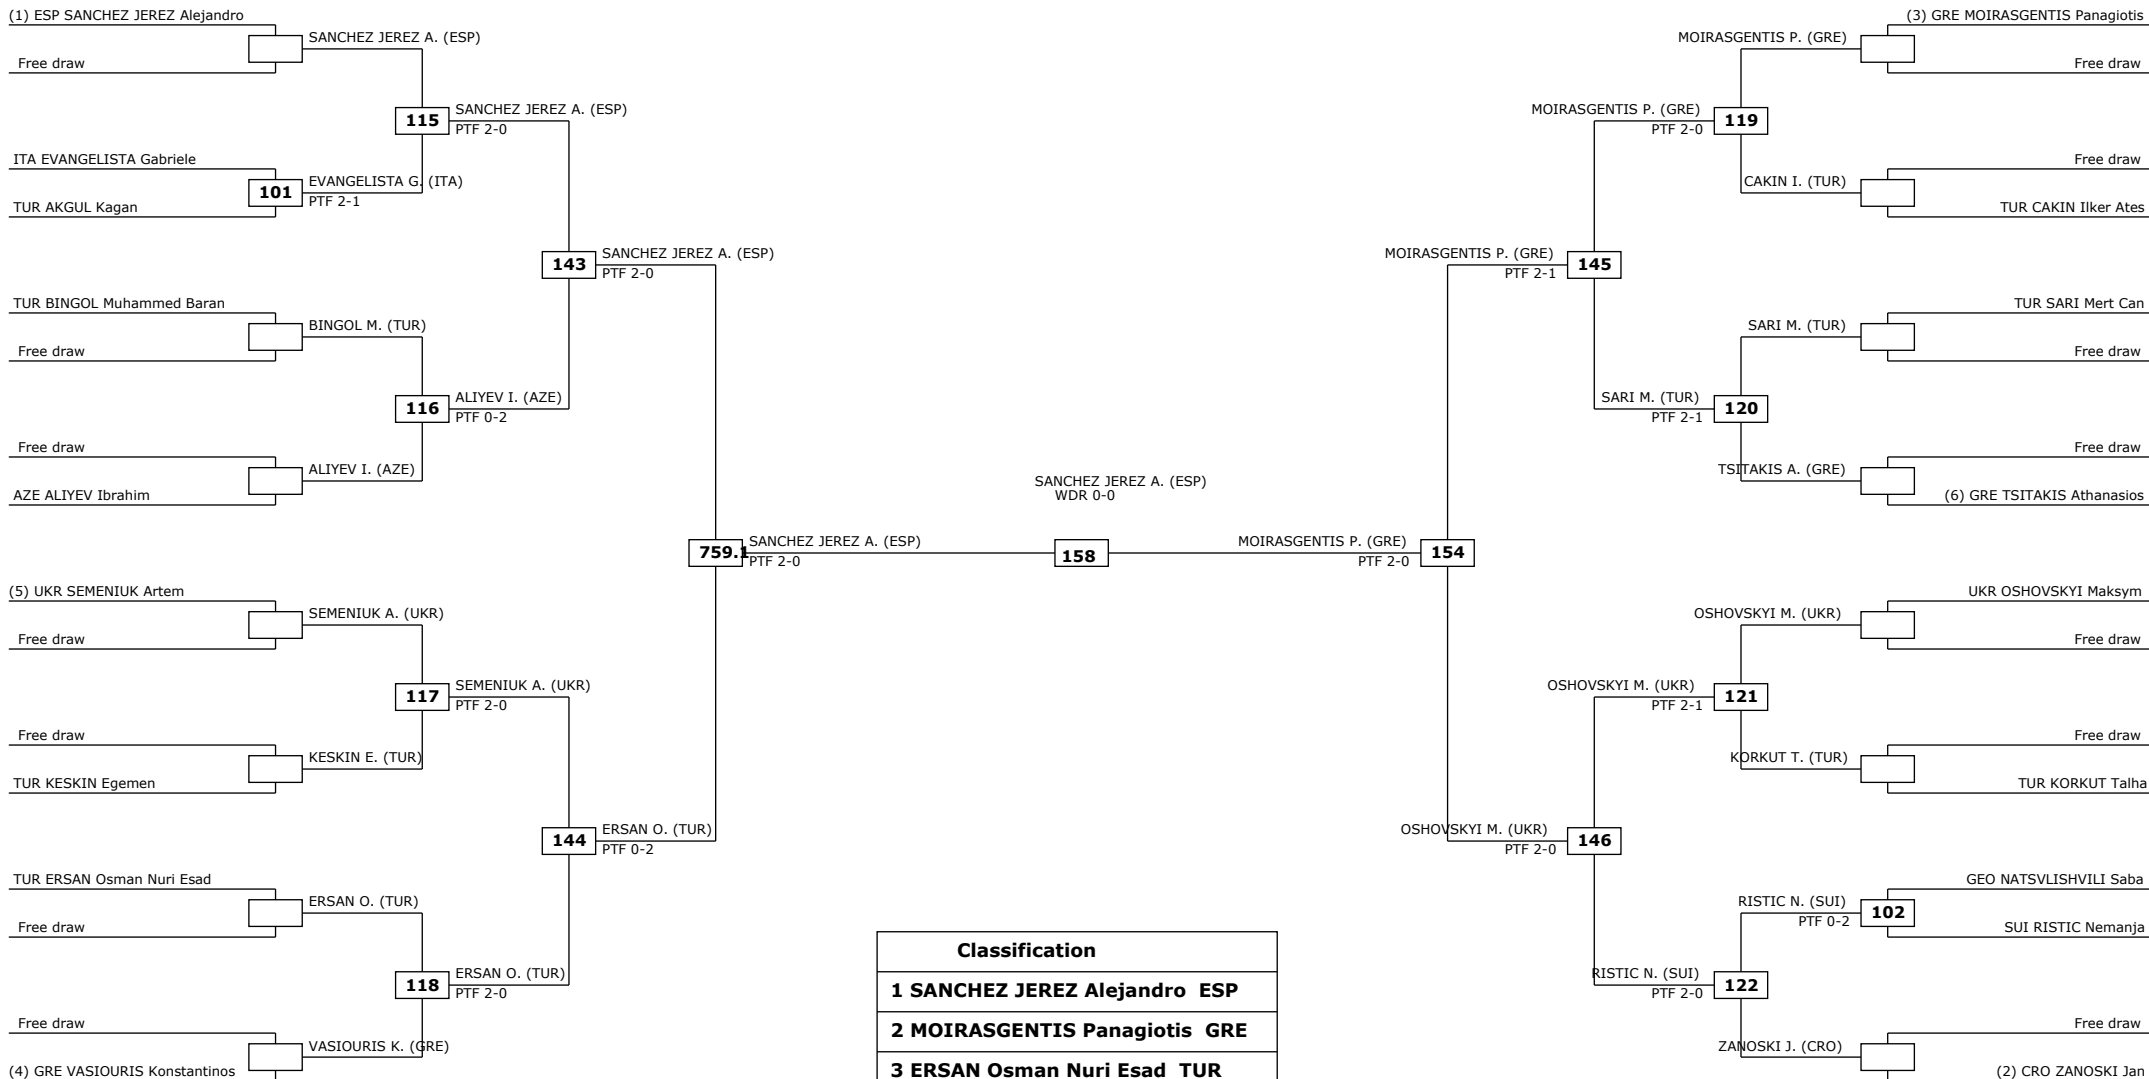 (1) ESP SANCHEZ JEREZ Alejandro
SANCHEZ JEREZ A. (ESP)
Free draw
115
SANCHEZ JEREZ A. (ESP)
PTF 2-0
ITA EVANGELISTA Gabriele
101
EVANGELISTA G. (ITA)
PTF 2-1
TUR AKGUL Kagan
143
SANCHEZ JEREZ A. (ESP)
PTF 2-0
TUR BINGOL Muhammed Baran
BINGOL M. (TUR)
Free draw
116
ALIYEV I. (AZE)
PTF 0-2
Free draw
ALIYEV I. (AZE)
AZE ALIYEV Ibrahim
759.1
SANCHEZ JEREZ A. (ESP)
PTF 2-0
(5) UKR SEMENIUK Artem
SEMENIUK A. (UKR)
Free draw
117
SEMENIUK A. (UKR)
PTF 2-0
Free draw
KESKIN E. (TUR)
TUR KESKIN Egemen
144
ERSAN O. (TUR)
PTF 0-2
TUR ERSAN Osman Nuri Esad
ERSAN O. (TUR)
Free draw
118
ERSAN O. (TUR)
PTF 2-0
Free draw
VASIOURIS K. (GRE)
(4) GRE VASIOURIS Konstantinos
SANCHEZ JEREZ A. (ESP)
WDR 0-0
158
(3) GRE MOIRASGENTIS Panagiotis
MOIRASGENTIS P. (GRE)
Free draw
MOIRASGENTIS P. (GRE)
PTF 2-0
119
Free draw
CAKIN I. (TUR)
TUR CAKIN Ilker Ates
MOIRASGENTIS P. (GRE)
PTF 2-1
145
TUR SARI Mert Can
SARI M. (TUR)
Free draw
SARI M. (TUR)
PTF 2-1
120
Free draw
TSITAKIS A. (GRE)
(6) GRE TSITAKIS Athanasios
MOIRASGENTIS P. (GRE)
PTF 2-0
154
UKR OSHOVSKYI Maksym
OSHOVSKYI M. (UKR)
Free draw
OSHOVSKYI M. (UKR)
PTF 2-1
121
Free draw
KORKUT T. (TUR)
TUR KORKUT Talha
OSHOVSKYI M. (UKR)
PTF 2-0
146
GEO NATSVLISHVILI Saba
RISTIC N. (SUI)
PTF 0-2
102
SUI RISTIC Nemanja
RISTIC N. (SUI)
PTF 2-0
122
Free draw
ZANOSKI J. (CRO)
(2) CRO ZANOSKI Jan
Classification
1 SANCHEZ JEREZ Alejandro ESP
2 MOIRASGENTIS Panagiotis GRE
3 ERSAN Osman Nuri Esad TUR